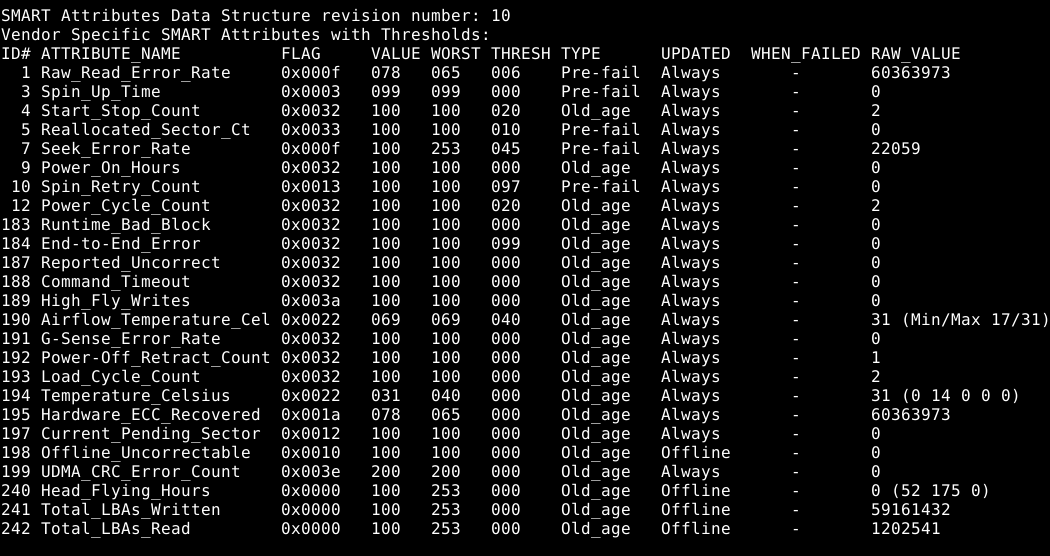 SMART Attributes Data Structure revision number: 10
Vendor Specific SMART Attributes with Thresholds:
ID# ATTRIBUTE_NAME          FLAG     VALUE WORST THRESH TYPE      UPDATED  WHEN_FAILED RAW_VALUE
  1 Raw_Read_Error_Rate     0x000f   078   065   006    Pre-fail  Always       -       60363973
  3 Spin_Up_Time            0x0003   099   099   000    Pre-fail  Always       -       0
  4 Start_Stop_Count        0x0032   100   100   020    Old_age   Always       -       2
  5 Reallocated_Sector_Ct   0x0033   100   100   010    Pre-fail  Always       -       0
  7 Seek_Error_Rate         0x000f   100   253   045    Pre-fail  Always       -       22059
  9 Power_On_Hours          0x0032   100   100   000    Old_age   Always       -       0
 10 Spin_Retry_Count        0x0013   100   100   097    Pre-fail  Always       -       0
 12 Power_Cycle_Count       0x0032   100   100   020    Old_age   Always       -       2
183 Runtime_Bad_Block       0x0032   100   100   000    Old_age   Always       -       0
184 End-to-End_Error        0x0032   100   100   099    Old_age   Always       -       0
187 Reported_Uncorrect      0x0032   100   100   000    Old_age   Always       -       0
188 Command_Timeout         0x0032   100   100   000    Old_age   Always       -       0
189 High_Fly_Writes         0x003a   100   100   000    Old_age   Always       -       0
190 Airflow_Temperature_Cel 0x0022   069   069   040    Old_age   Always       -       31 (Min/Max 17/31)
191 G-Sense_Error_Rate      0x0032   100   100   000    Old_age   Always       -       0
192 Power-Off_Retract_Count 0x0032   100   100   000    Old_age   Always       -       1
193 Load_Cycle_Count        0x0032   100   100   000    Old_age   Always       -       2
194 Temperature_Celsius     0x0022   031   040   000    Old_age   Always       -       31 (0 14 0 0 0)
195 Hardware_ECC_Recovered  0x001a   078   065   000    Old_age   Always       -       60363973
197 Current_Pending_Sector  0x0012   100   100   000    Old_age   Always       -       0
198 Offline_Uncorrectable   0x0010   100   100   000    Old_age   Offline      -       0
199 UDMA_CRC_Error_Count    0x003e   200   200   000    Old_age   Always       -       0
240 Head_Flying_Hours       0x0000   100   253   000    Old_age   Offline      -       0 (52 175 0)
241 Total_LBAs_Written      0x0000   100   253   000    Old_age   Offline      -       59161432
242 Total_LBAs_Read         0x0000   100   253   000    Old_age   Offline      -       1202541